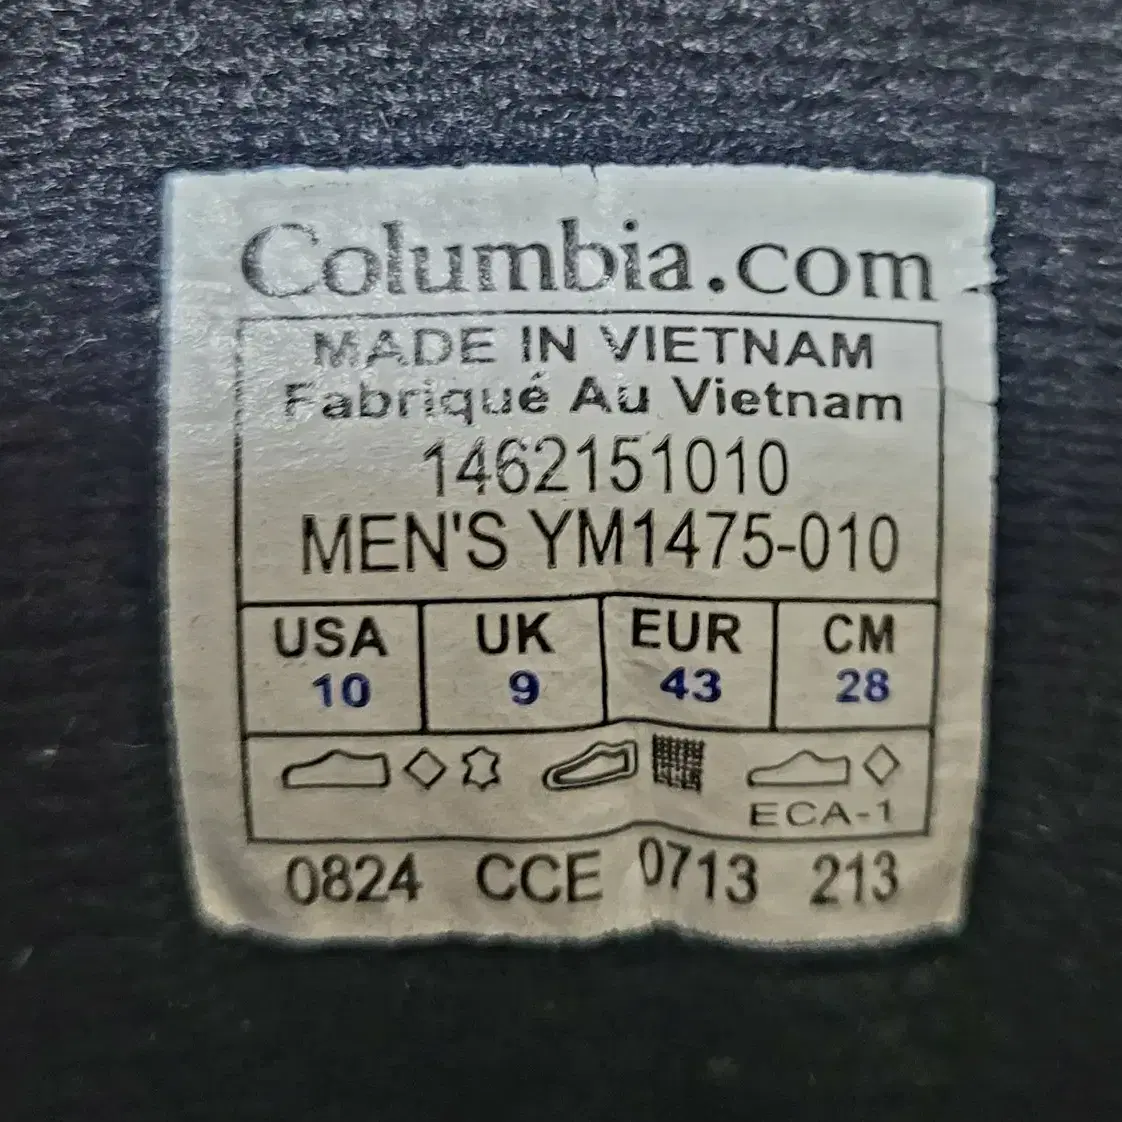 Columbia.com
MADE IN VIETNAM
Fabriqué Au Vietnam
1462151010
MEN'S YM1475-010
USA UK EUR CM
10 9 43 28
ECA-1
0824 CCE 0713 213